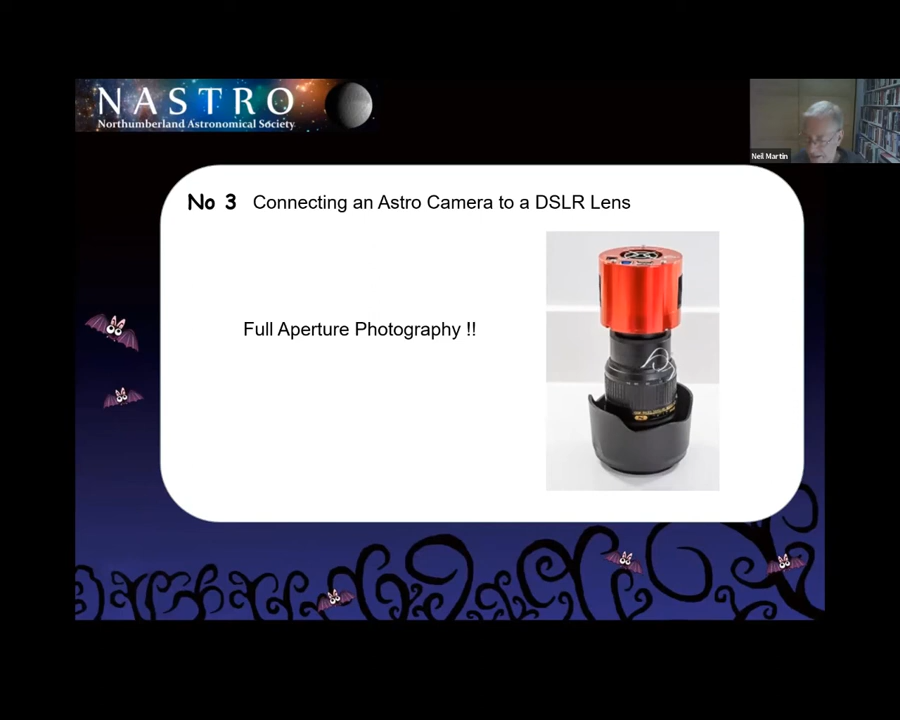 NASTRO
Northumberland Astronomical Society
Neil Martin
No 3 Connecting an Astro Camera to a DSLR Lens
Full Aperture Photography !!